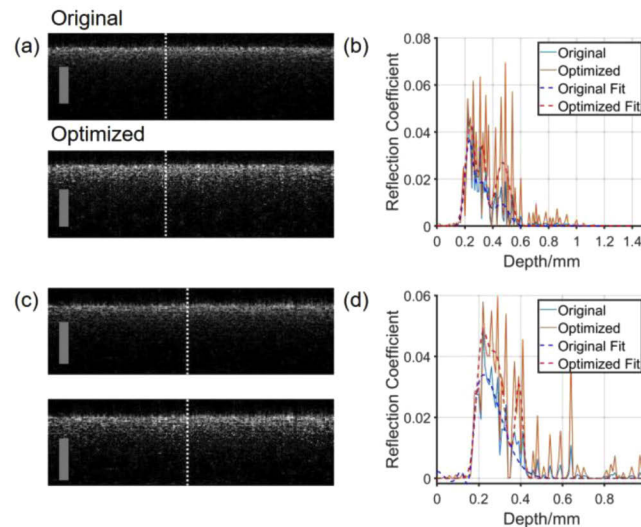 Original
(a)
Optimized
(b)
Reflection Coefficient
0.08
0.06
0.04
0.02
0
Original
Optimized
Original Fit
Optimized Fit
0 0.2 0.4 0.6 0.8 1 1.2 1.4
Depth/mm
(c)
(d)
Reflection Coefficient
0.06
0.04
0.02
0
Original
Optimized
Original Fit
Optimized Fit
0 0.2 0.4 0.6 0.8
Depth/mm